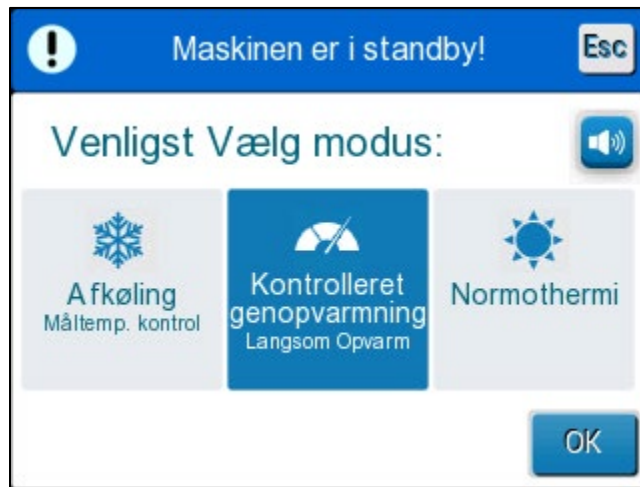 Maskinen er i standby!
Esc
Venligst Vælg modus:
Afkøling
Måltemp. kontrol
Kontrolleret
genopvarmning
Langsom Opvarm
Normothermi
OK